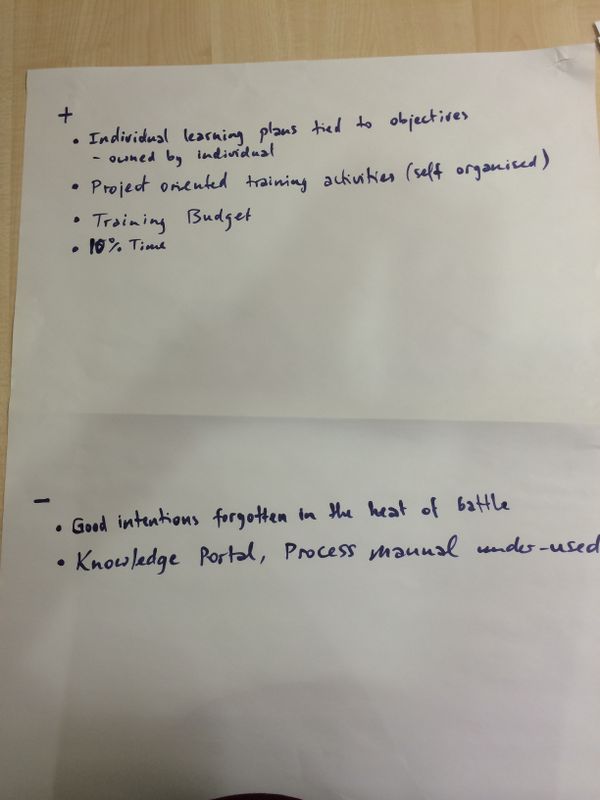 +
• Individual learning plans tied to objectives
- owned by individual
• Project oriented training activities (self organised)
• Training Budget
• 10% Time
-
• Good intentions forgotten in the heat of battle
• Knowledge Portal, Process manual under-used